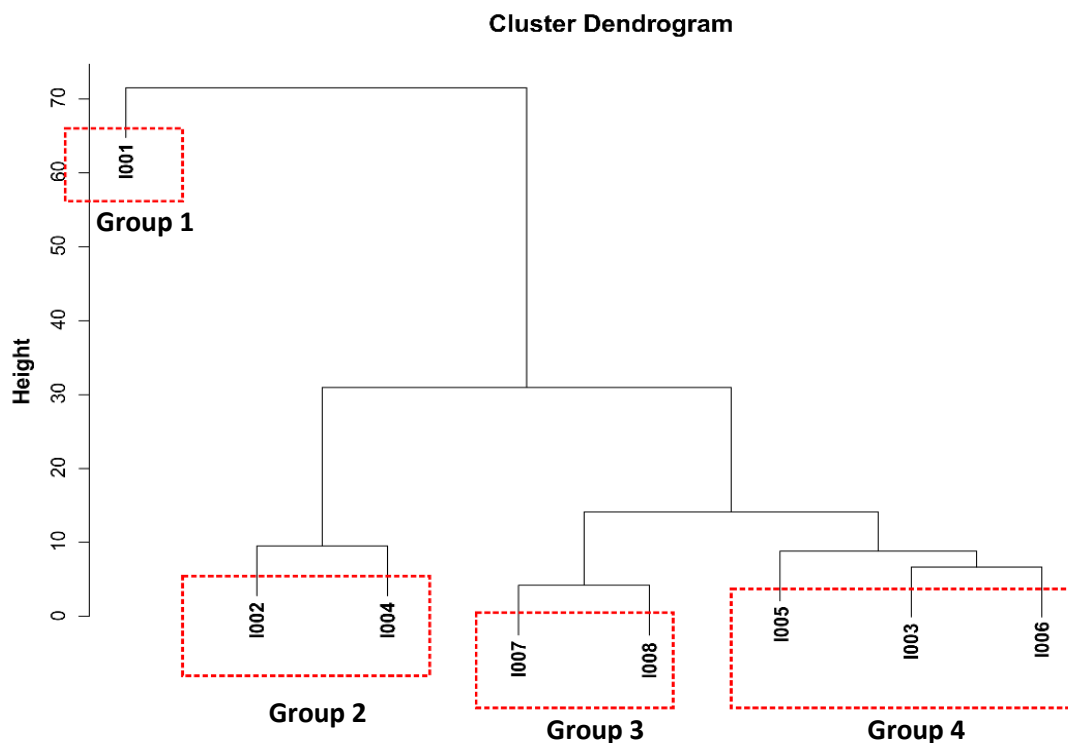 Cluster Dendrogram
Height
70
60
50
40
30
20
10
0
I001
Group 1
I002
I004
I007
I008
I005
I003
I006
Group 2
Group 3
Group 4